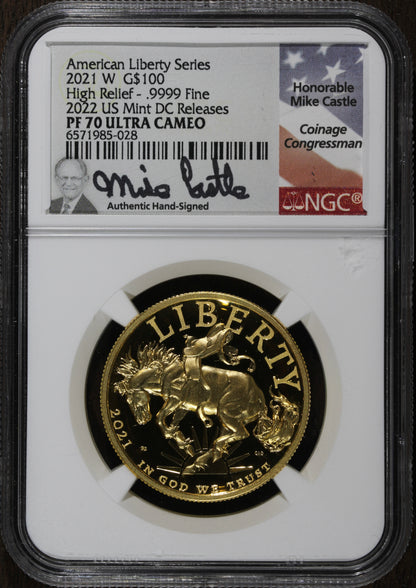 American Liberty Series
2021 W G$100
High Relief - .9999 Fine
2022 US Mint DC Releases
PF 70 ULTRA CAMEO
6571985-028
Mike Castle
Authentic Hand-Signed
Honorable
Mike Castle
Coinage
Congressman
NGC®
LIBERTY
2021
IN GOD WE TRUST